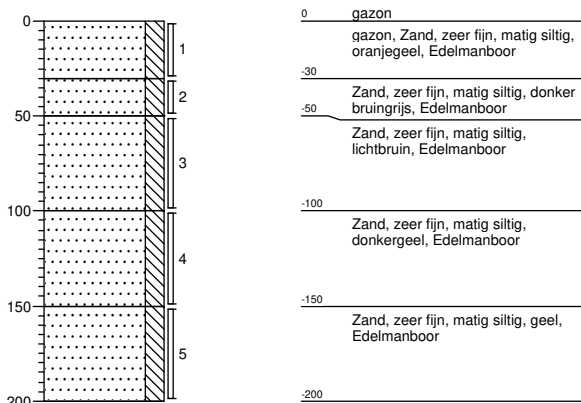 0
50
100
150
200
1
2
3
4
5
0 gazon
gazon, Zand, zeer fijn, matig siltig,
oranjegeel, Edelmanboor
-30
Zand, zeer fijn, matig siltig, donker
bruingrijs, Edelmanboor
-50
Zand, zeer fijn, matig siltig,
lichtbruin, Edelmanboor
-100
Zand, zeer fijn, matig siltig,
donkergeel, Edelmanboor
-150
Zand, zeer fijn, matig siltig, geel,
Edelmanboor
-200